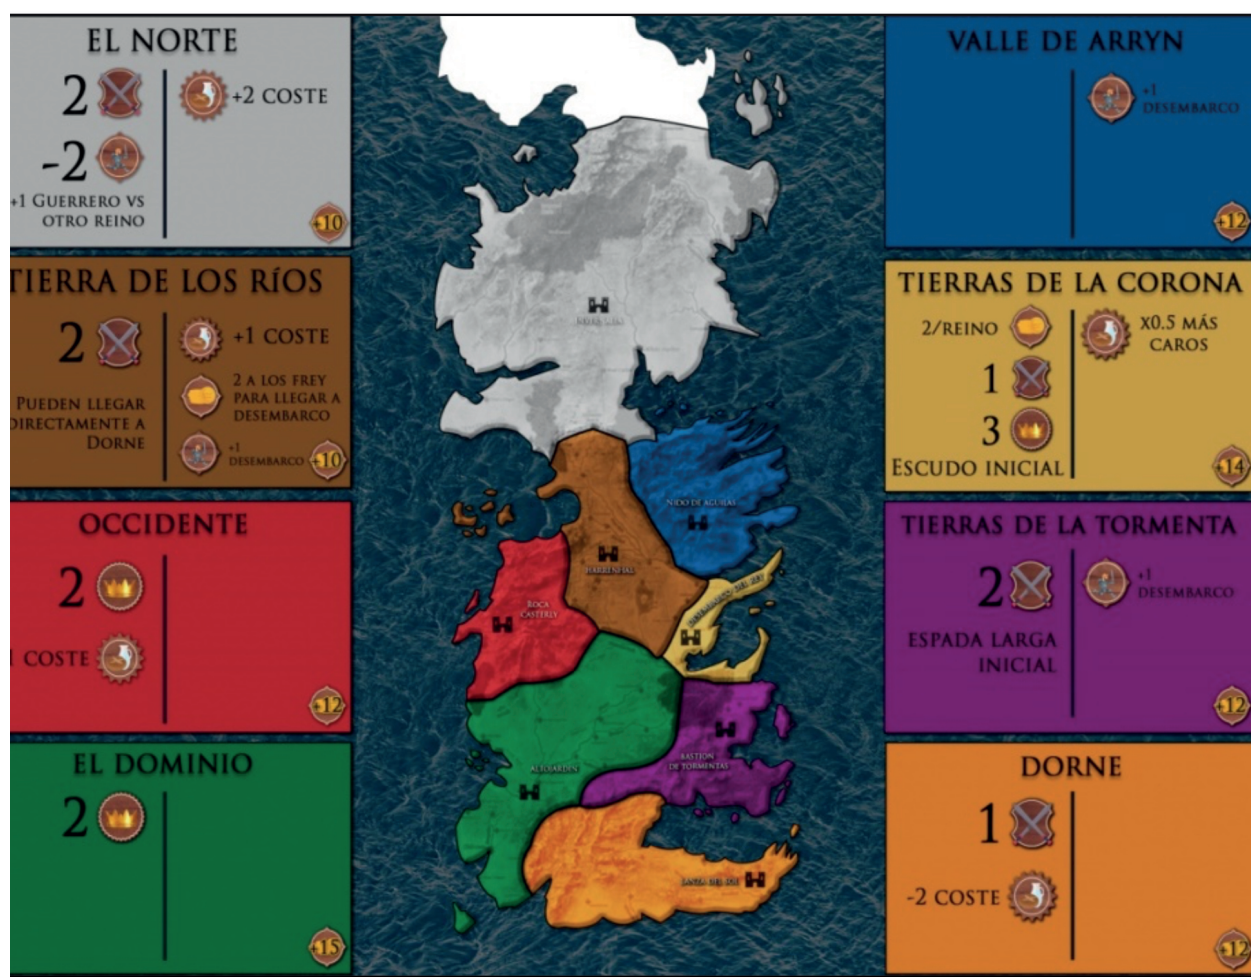 EL NORTE
2
+2 COSTE
-2
+1 GUERRERO VS
OTRO REINO
+10
TIERRA DE LOS RÍOS
2
+1 COSTE
2 A LOS FREY
PARA LLEGAR A
DESEMBARCO
PUEDEN LLEGAR
DIRECTAMENTE A
DORNE
+1
DESEMBARCO
+10
OCCIDENTE
2
COSTE
+12
EL DOMINIO
2
+15
NIDO DE AGUILAS
HARRENHAL
DESEMBARCO DEL REY
ROCA
CASTERLY
ALTOJARDÍN
BASTION
DE TORMENTAS
LANZA DEL SOL
VALLE DE ARRYN
+1
DESEMBARCO
+12
TIERRAS DE LA CORONA
2/REINO
X0.5 MÁS
CAROS
1
3
ESCUDO INICIAL
+14
TIERRAS DE LA TORMENTA
2
+1
DESEMBARCO
ESPADA LARGA
INICIAL
+12
DORNE
1
-2 COSTE
+12